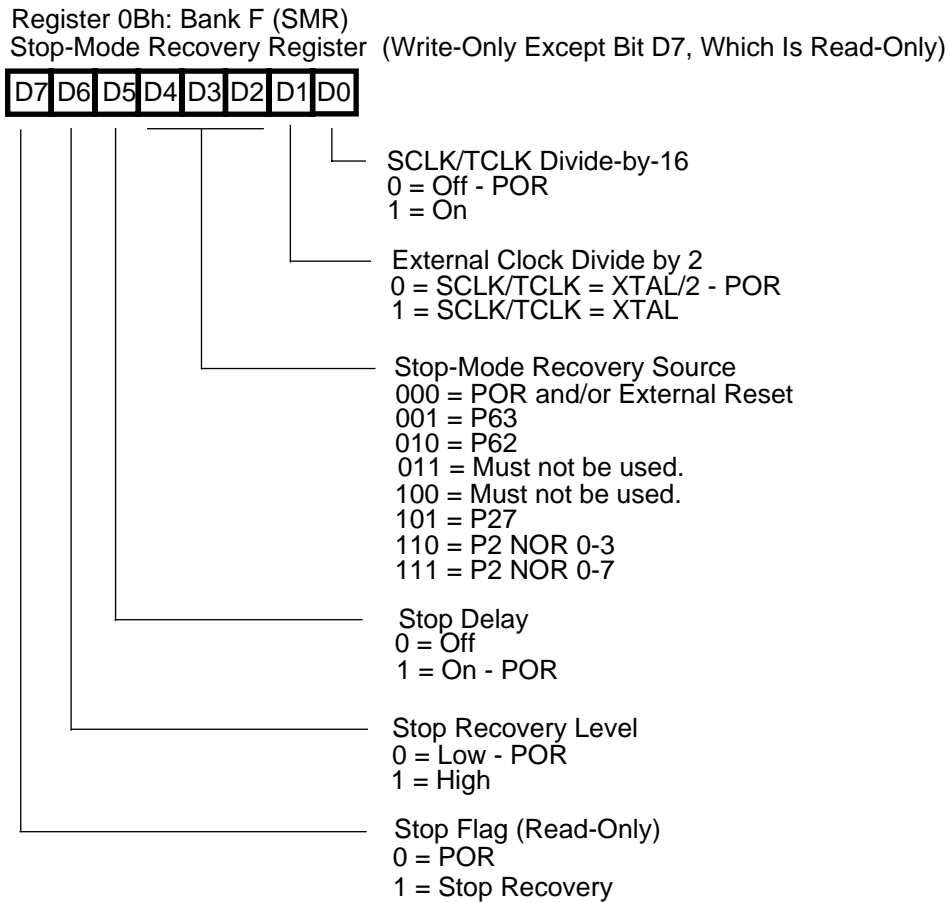 Register 0Bh: Bank F (SMR)
Stop-Mode Recovery Register (Write-Only Except Bit D7, Which Is Read-Only)
D7 D6 D5 D4 D3 D2 D1 D0
SCLK/TCLK Divide-by-16
0 = Off - POR
1 = On
External Clock Divide by 2
0 = SCLK/TCLK = XTAL/2 - POR
1 = SCLK/TCLK = XTAL
Stop-Mode Recovery Source
000 = POR and/or External Reset
001 = P63
010 = P62
011 = Must not be used.
100 = Must not be used.
101 = P27
110 = P2 NOR 0-3
111 = P2 NOR 0-7
Stop Delay
0 = Off
1 = On - POR
Stop Recovery Level
0 = Low - POR
1 = High
Stop Flag (Read-Only)
0 = POR
1 = Stop Recovery